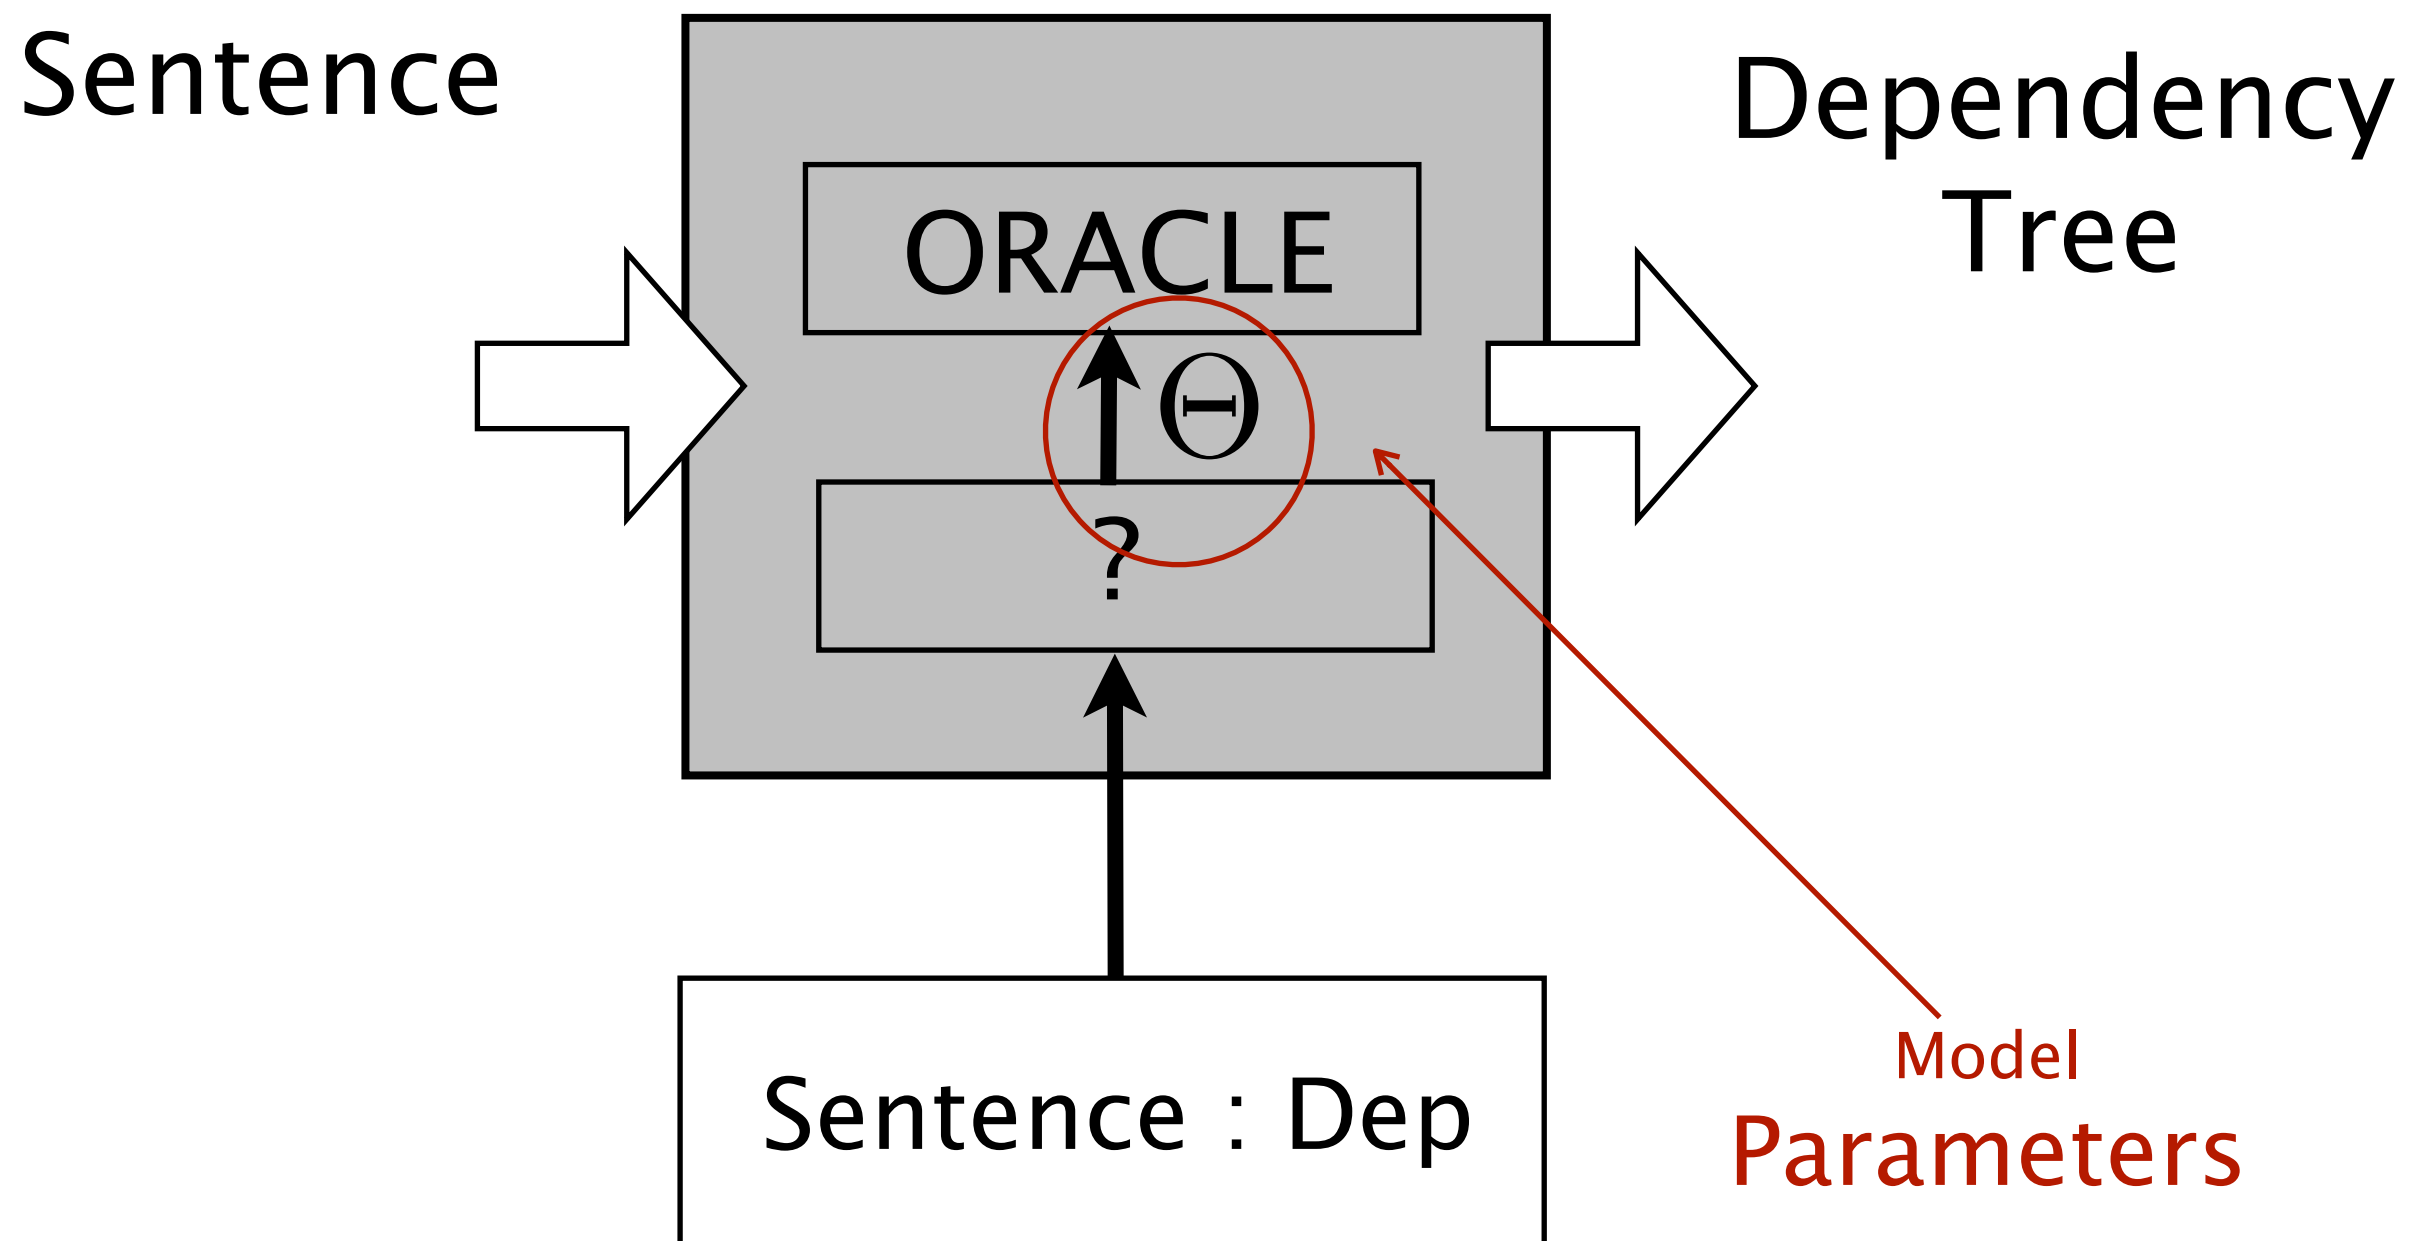 Sentence
Dependency
Tree
ORACLE
Θ
?
Sentence : Dep
Model
Parameters